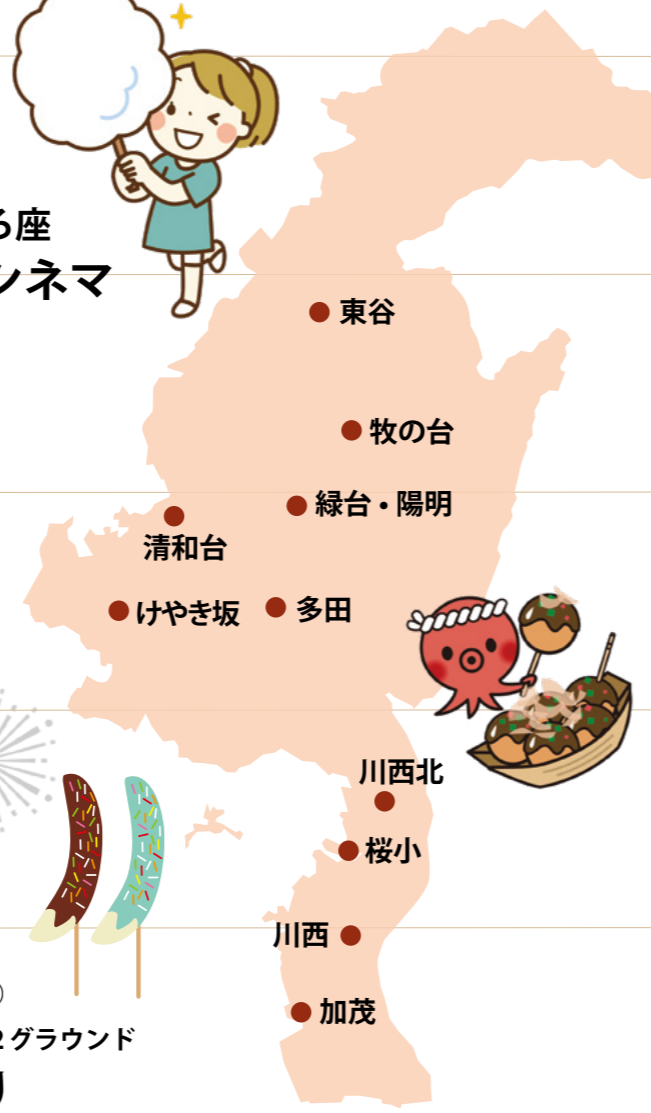 る座
シネマ
東谷
牧の台
緑台・陽明
清和台
けやき坂
多田
川西北
桜小
川西
加茂
2グラウンド